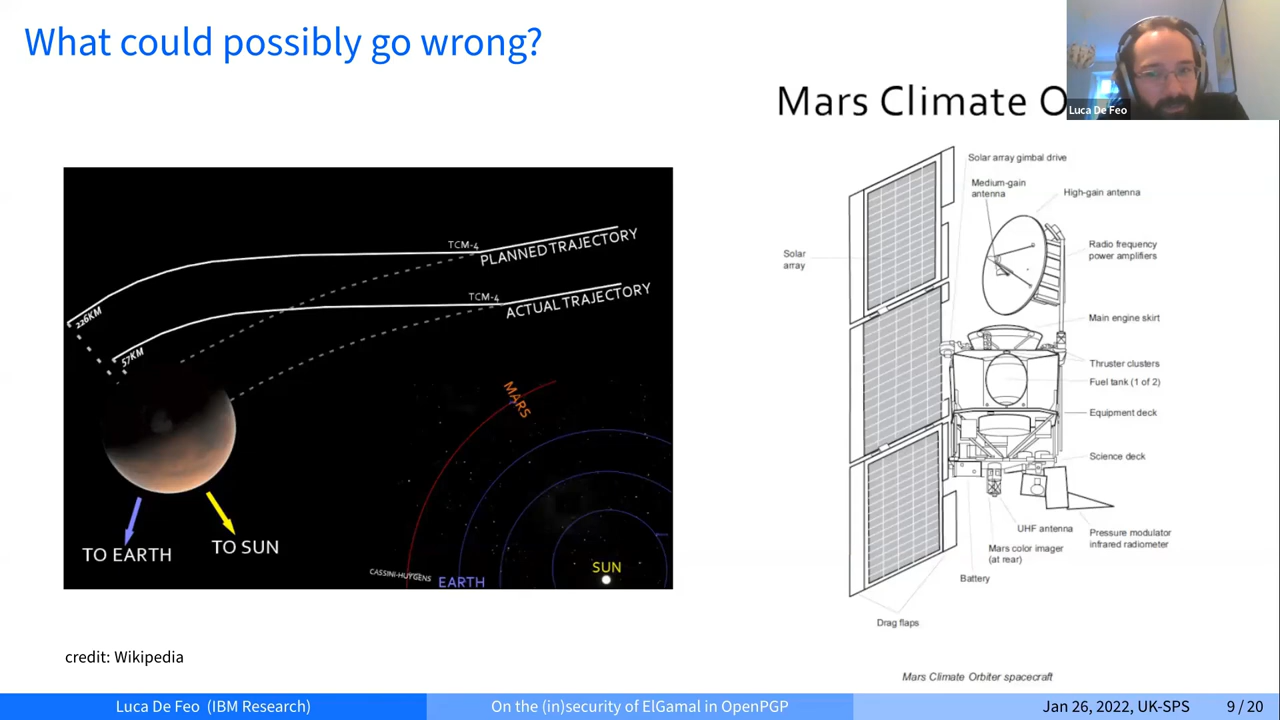 What could possibly go wrong?
Mars Climate O
Luca De Feo
Solar array gimbal drive
Medium-gain
antenna
High-gain antenna
Solar
array
Radio frequency
power amplifiers
Main engine skirt
Thruster clusters
Fuel tank (1 of 2)
Equipment deck
Science deck
UHF antenna
Pressure modulator
infrared radiometer
Mars color imager
(at rear)
Battery
Drag flaps
Mars Climate Orbiter spacecraft
TCM-4
PLANNED TRAJECTORY
TCM-4
ACTUAL TRAJECTORY
226KM
57KM
MARS
TO EARTH
TO SUN
SUN
CASSINI-HUYGENS
EARTH
credit: Wikipedia
Luca De Feo (IBM Research)
On the (in)security of ElGamal in OpenPGP
Jan 26, 2022, UK-SPS
9 / 20